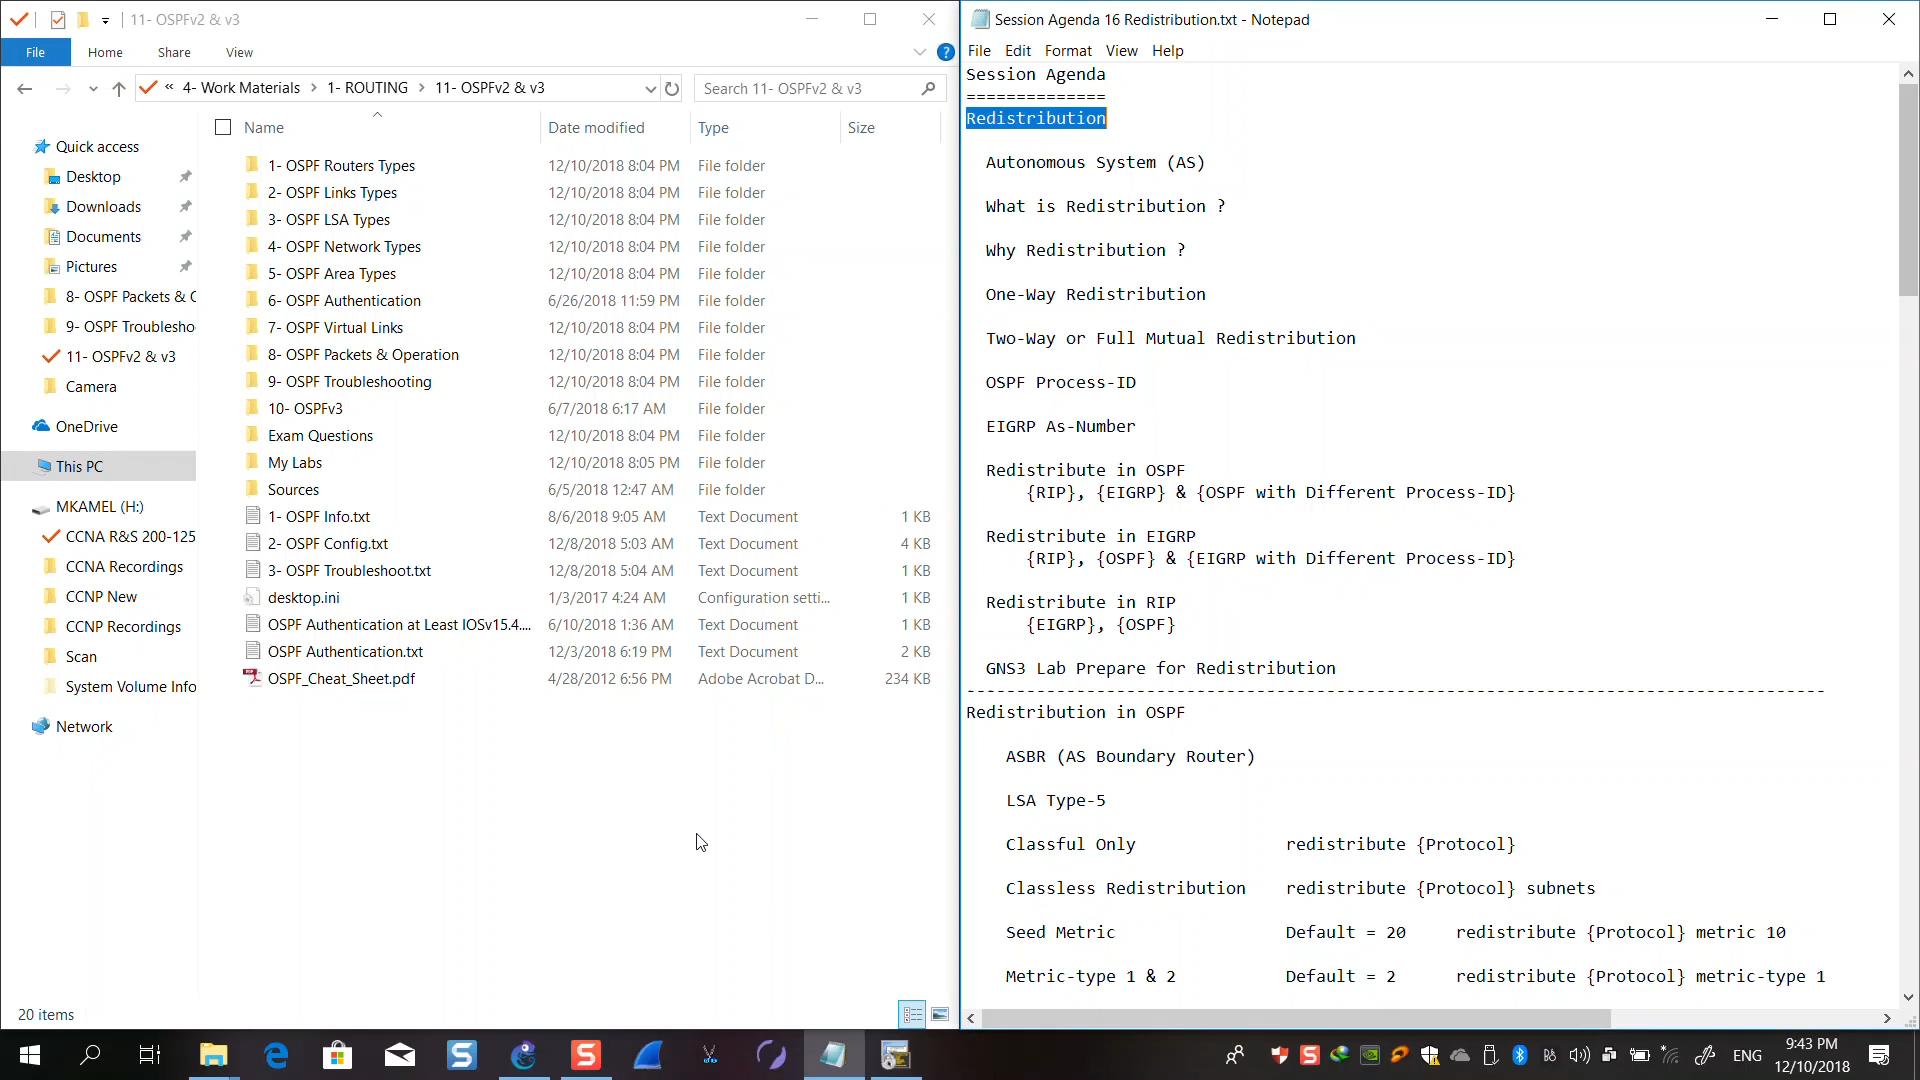 11- OSPFv2 & v3
File Home Share View
« 4- Work Materials › 1- ROUTING › 11- OSPFv2 & v3
Search 11- OSPFv2 & v3
Name Date modified Type Size
Quick access
Desktop
Downloads
Documents
Pictures
8- OSPF Packets & C
9- OSPF Troublesho
11- OSPFv2 & v3
Camera
OneDrive
This PC
MKAMEL (H:)
CCNA R&S 200-125
CCNA Recordings
CCNP New
CCNP Recordings
Scan
System Volume Info
Network
1- OSPF Routers Types 12/10/2018 8:04 PM File folder
2- OSPF Links Types 12/10/2018 8:04 PM File folder
3- OSPF LSA Types 12/10/2018 8:04 PM File folder
4- OSPF Network Types 12/10/2018 8:04 PM File folder
5- OSPF Area Types 12/10/2018 8:04 PM File folder
6- OSPF Authentication 6/26/2018 11:59 PM File folder
7- OSPF Virtual Links 12/10/2018 8:04 PM File folder
8- OSPF Packets & Operation 12/10/2018 8:04 PM File folder
9- OSPF Troubleshooting 12/10/2018 8:04 PM File folder
10- OSPFv3 6/7/2018 6:17 AM File folder
Exam Questions 12/10/2018 8:04 PM File folder
My Labs 12/10/2018 8:05 PM File folder
Sources 6/5/2018 12:47 AM File folder
1- OSPF Info.txt 8/6/2018 9:05 AM Text Document 1 KB
2- OSPF Config.txt 12/8/2018 5:03 AM Text Document 4 KB
3- OSPF Troubleshoot.txt 12/8/2018 5:04 AM Text Document 1 KB
desktop.ini 1/3/2017 4:24 AM Configuration setti... 1 KB
OSPF Authentication at Least IOSv15.4.... 6/10/2018 1:36 AM Text Document 1 KB
OSPF Authentication.txt 12/3/2018 6:19 PM Text Document 2 KB
OSPF_Cheat_Sheet.pdf 4/28/2012 6:56 PM Adobe Acrobat D... 234 KB
20 items
Session Agenda 16 Redistribution.txt - Notepad
File Edit Format View Help
Session Agenda
==============
Redistribution
Autonomous System (AS)
What is Redistribution ?
Why Redistribution ?
One-Way Redistribution
Two-Way or Full Mutual Redistribution
OSPF Process-ID
EIGRP As-Number
Redistribute in OSPF
{RIP}, {EIGRP} & {OSPF with Different Process-ID}
Redistribute in EIGRP
{RIP}, {OSPF} & {EIGRP with Different Process-ID}
Redistribute in RIP
{EIGRP}, {OSPF}
GNS3 Lab Prepare for Redistribution
--------------------------------------------------------------------------------------
Redistribution in OSPF
ASBR (AS Boundary Router)
LSA Type-5
Classful Only redistribute {Protocol}
Classless Redistribution redistribute {Protocol} subnets
Seed Metric Default = 20 redistribute {Protocol} metric 10
Metric-type 1 & 2 Default = 2 redistribute {Protocol} metric-type 1
ENG
9:43 PM
12/10/2018